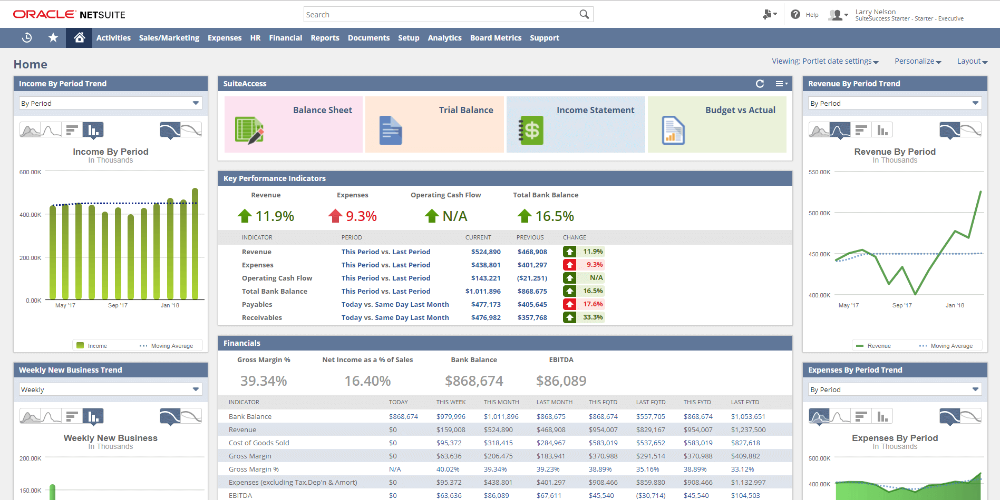 ORACLE NETSUITE
Search
Help
Larry Nelson
SuiteSuccess Starter - Starter - Executive
Activities Sales/Marketing Expenses HR Financial Reports Documents Setup Analytics Board Metrics Support
Home
Viewing: Portlet date settings Personalize Layout
Income By Period Trend
By Period
Income By Period
In Thousands
600.00K
400.00K
200.00K
0.00K
May '17 Sep '17 Jan '18
Income Moving Average
Weekly New Business Trend
Weekly
Weekly New Business
In Thousands
200.00K
150.00K
SuiteAccess
Balance Sheet
Trial Balance
Income Statement
Budget vs Actual
Key Performance Indicators
Revenue Expenses Operating Cash Flow Total Bank Balance
11.9% 9.3% N/A 16.5%
INDICATOR PERIOD CURRENT PREVIOUS CHANGE
Revenue This Period vs. Last Period $524,890 $468,908 11.9%
Expenses This Period vs. Last Period $438,801 $401,297 9.3%
Operating Cash Flow This Period vs. Last Period $143,221 ($21,251) N/A
Total Bank Balance This Period vs. Last Period $1,011,896 $868,675 16.5%
Payables Today vs. Same Day Last Month $477,173 $405,645 17.6%
Receivables Today vs. Same Day Last Month $476,982 $357,768 33.3%
Financials
Gross Margin % Net Income as a % of Sales Bank Balance EBITDA
39.34% 16.40% $868,674 $86,089
INDICATOR TODAY THIS WEEK THIS MONTH LAST MONTH THIS FQTD LAST FQTD THIS FYTD LAST FYTD
Bank Balance $868,674 $979,996 $1,011,896 $868,675 $868,674 $557,705 $868,674 $1,053,651
Revenue $0 $159,008 $524,890 $468,908 $954,007 $829,167 $954,007 $1,237,500
Cost of Goods Sold $0 $95,372 $318,415 $284,967 $583,019 $537,652 $583,019 $827,618
Gross Margin $0 $63,636 $206,475 $183,941 $370,988 $291,514 $370,988 $409,882
Gross Margin % N/A 40.02% 39.34% 39.23% 38.89% 35.16% 38.89% 33.12%
Expenses (excluding Tax,Dep'n & Amort) $0 $95,372 $438,801 $401,297 $908,466 $859,880 $908,466 $1,132,997
EBITDA $0 $63,636 $86,089 $67,611 $45,540 ($30,714) $45,540 $104,503
Revenue By Period Trend
By Period
Revenue By Period
In Thousands
550.00K
500.00K
450.00K
400.00K
May '17 Sep '17 Jan '18
Revenue Moving Average
Expenses By Period Trend
By Period
Expenses By Period
In Thousands
500.00K
400.00K